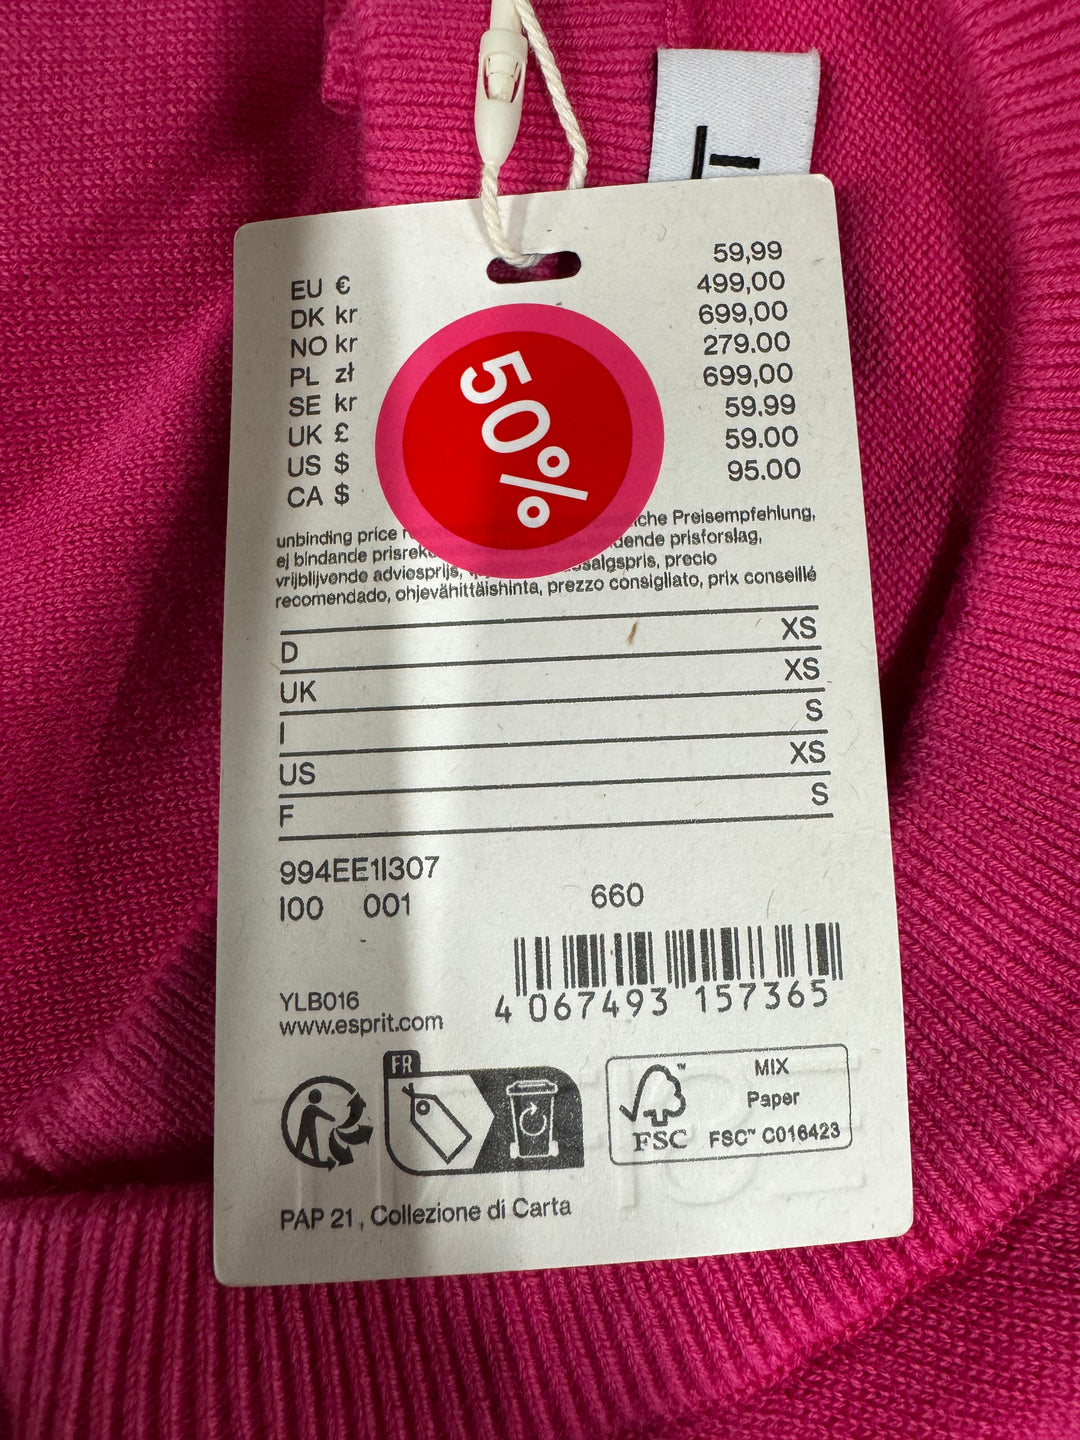 EU € 59,99
DK kr 499,00
NO kr 699,00
PL zł 279.00
SE kr 699,00
UK £ 59.99
US $ 59.00
CA $ 95.00
50%
unbinding price che Preisempfehlung,
ej bindande dende prisforslag,
vrijblijvende adviesprijs, salgspris, precio
recomendado, ohjevähittäishinta, prezzo consigliato, prix conseillé
D XS
UK XS
I S
US XS
F S
994EE1I307
I00 001 660
4 067493 157365
YLB016
www.esprit.com
FR
MIX
Paper
FSC™ C016423
FSC
PAP 21, Collezione di Carta